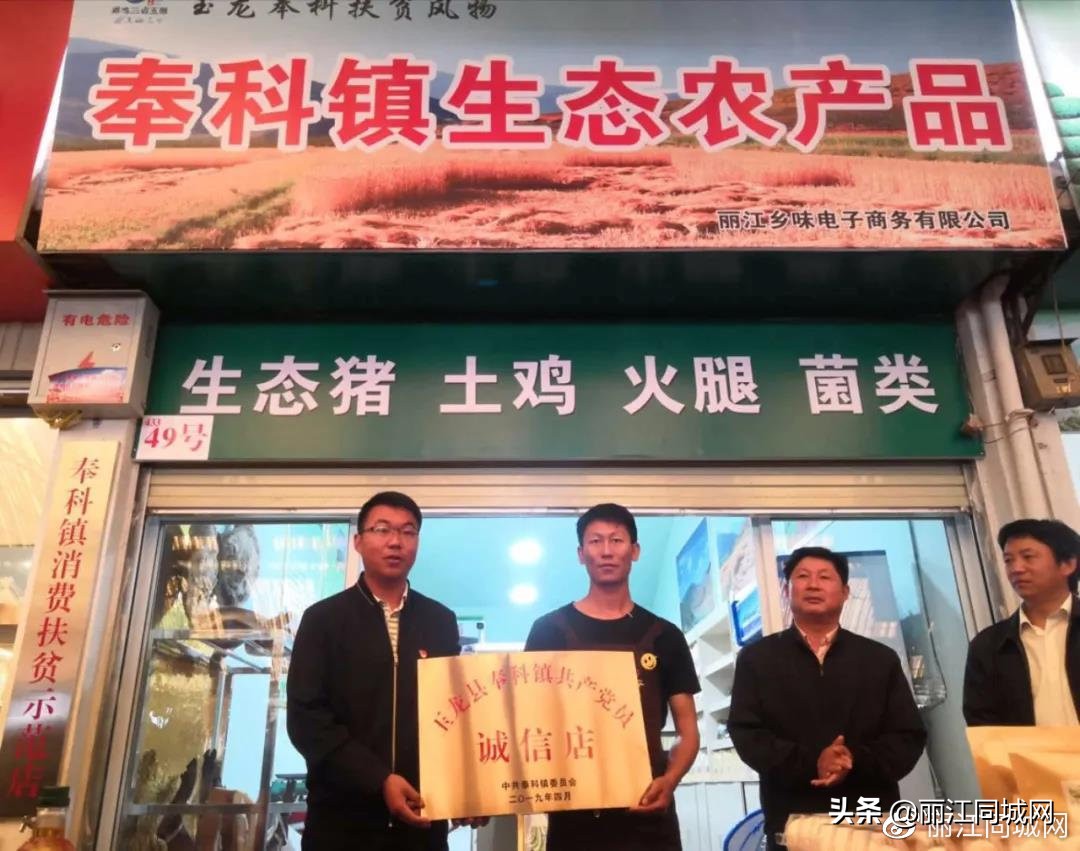 玉龙奉科扶贫风物
奉科镇生态农产品
丽江乡味电子商务有限公司
有电危险
生态猪 土鸡 火腿 菌类
433
49号
奉科镇消费扶贫示范店
玉龙县奉科镇共产党员
诚信店
中共奉科镇委员会
二〇一九年四月
头条@丽江同城网
@丽江同城网